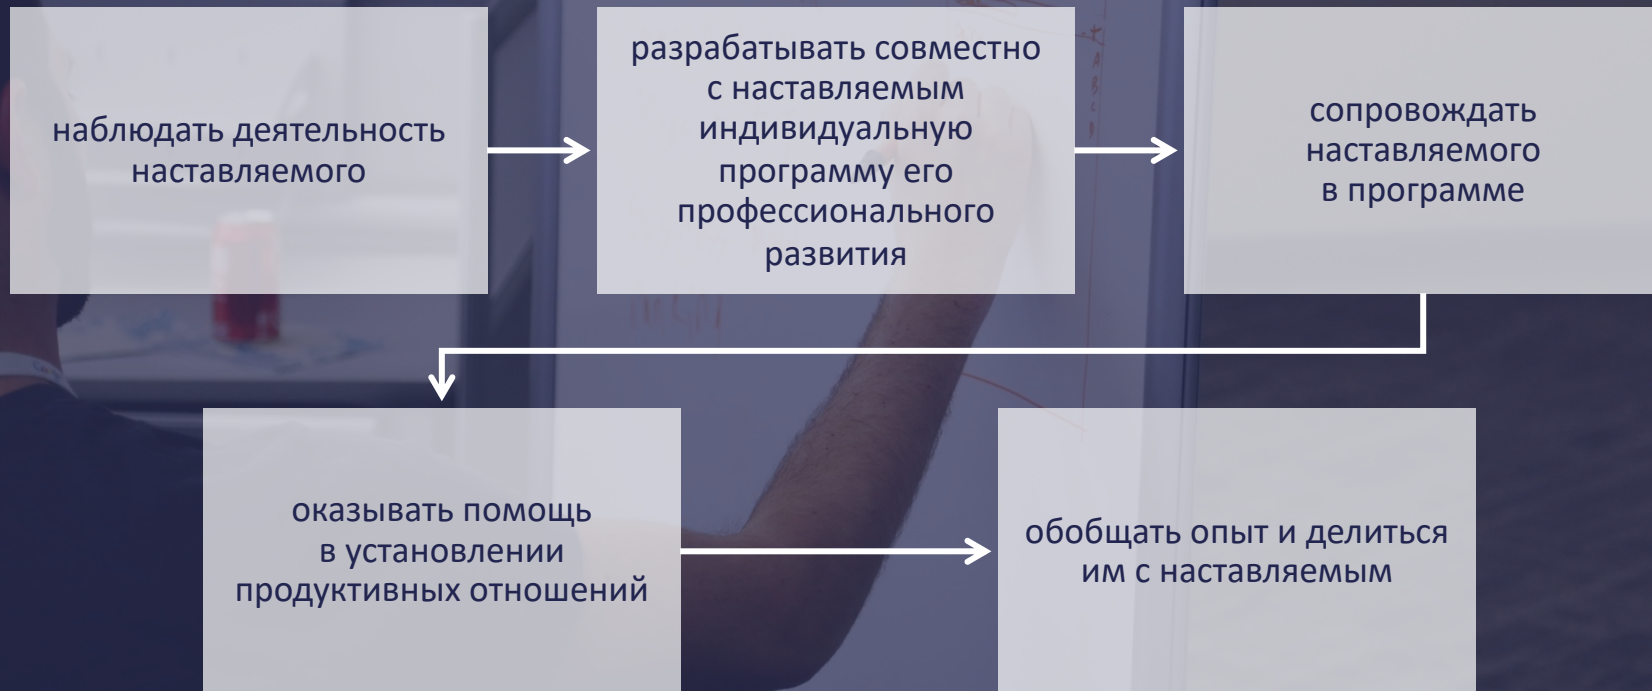 наблюдать деятельность
наставляемого
разрабатывать совместно
с наставляемым
индивидуальную
программу его
профессионального
развития
сопровождать
наставляемого
в программе
оказывать помощь
в установлении
продуктивных отношений
обобщать опыт и делиться
им с наставляемым